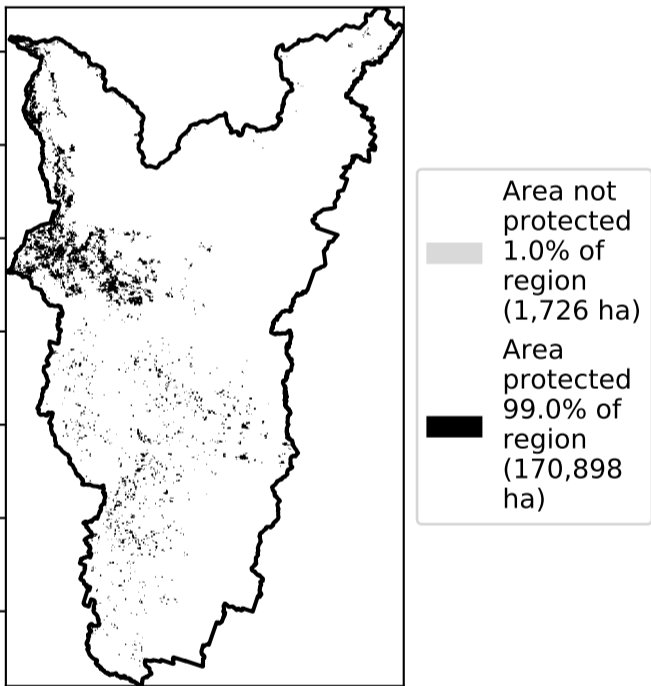 Area not
protected
1.0% of
region
(1,726 ha)
Area
protected
99.0% of
region
(170,898
ha)